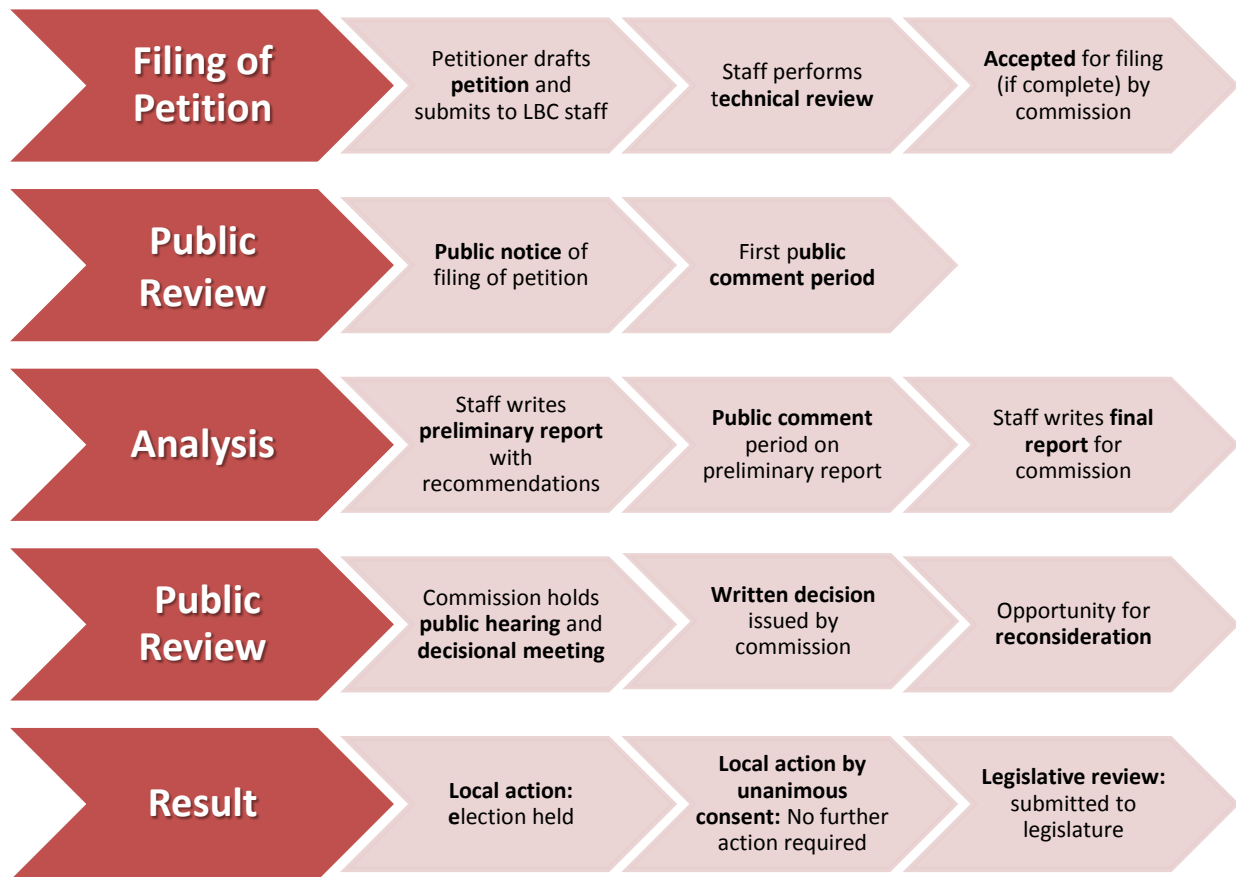 Filing of
Petition
Petitioner drafts
petition and
submits to LBC staff
Staff performs
technical review
Accepted for filing
(if complete) by
commission
Public
Review
Public notice of
filing of petition
First public
comment period
Analysis
Staff writes
preliminary report
with
recommendations
Public comment
period on
preliminary report
Staff writes final
report for
commission
Public
Review
Commission holds
public hearing and
decisional meeting
Written decision
issued by
commission
Opportunity for
reconsideration
Result
Local action:
election held
Local action by
unanimous
consent: No further
action required
Legislative review:
submitted to
legislature